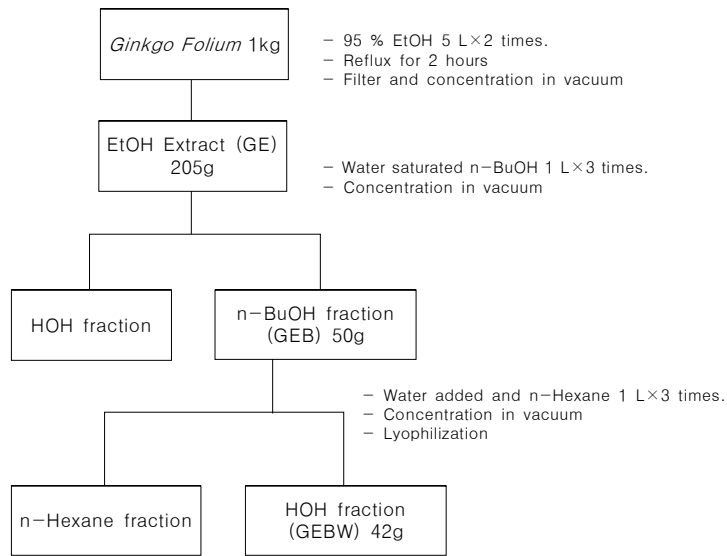 Ginkgo Folium 1kg
- 95 % EtOH 5 L×2 times.
- Reflux for 2 hours
- Filter and concentration in vacuum
EtOH Extract (GE)
205g
- Water saturated n-BuOH 1 L×3 times.
- Concentration in vacuum
HOH fraction
n-BuOH fraction
(GEB) 50g
- Water added and n-Hexane 1 L×3 times.
- Concentration in vacuum
- Lyophilization
n-Hexane fraction
HOH fraction
(GEBW) 42g